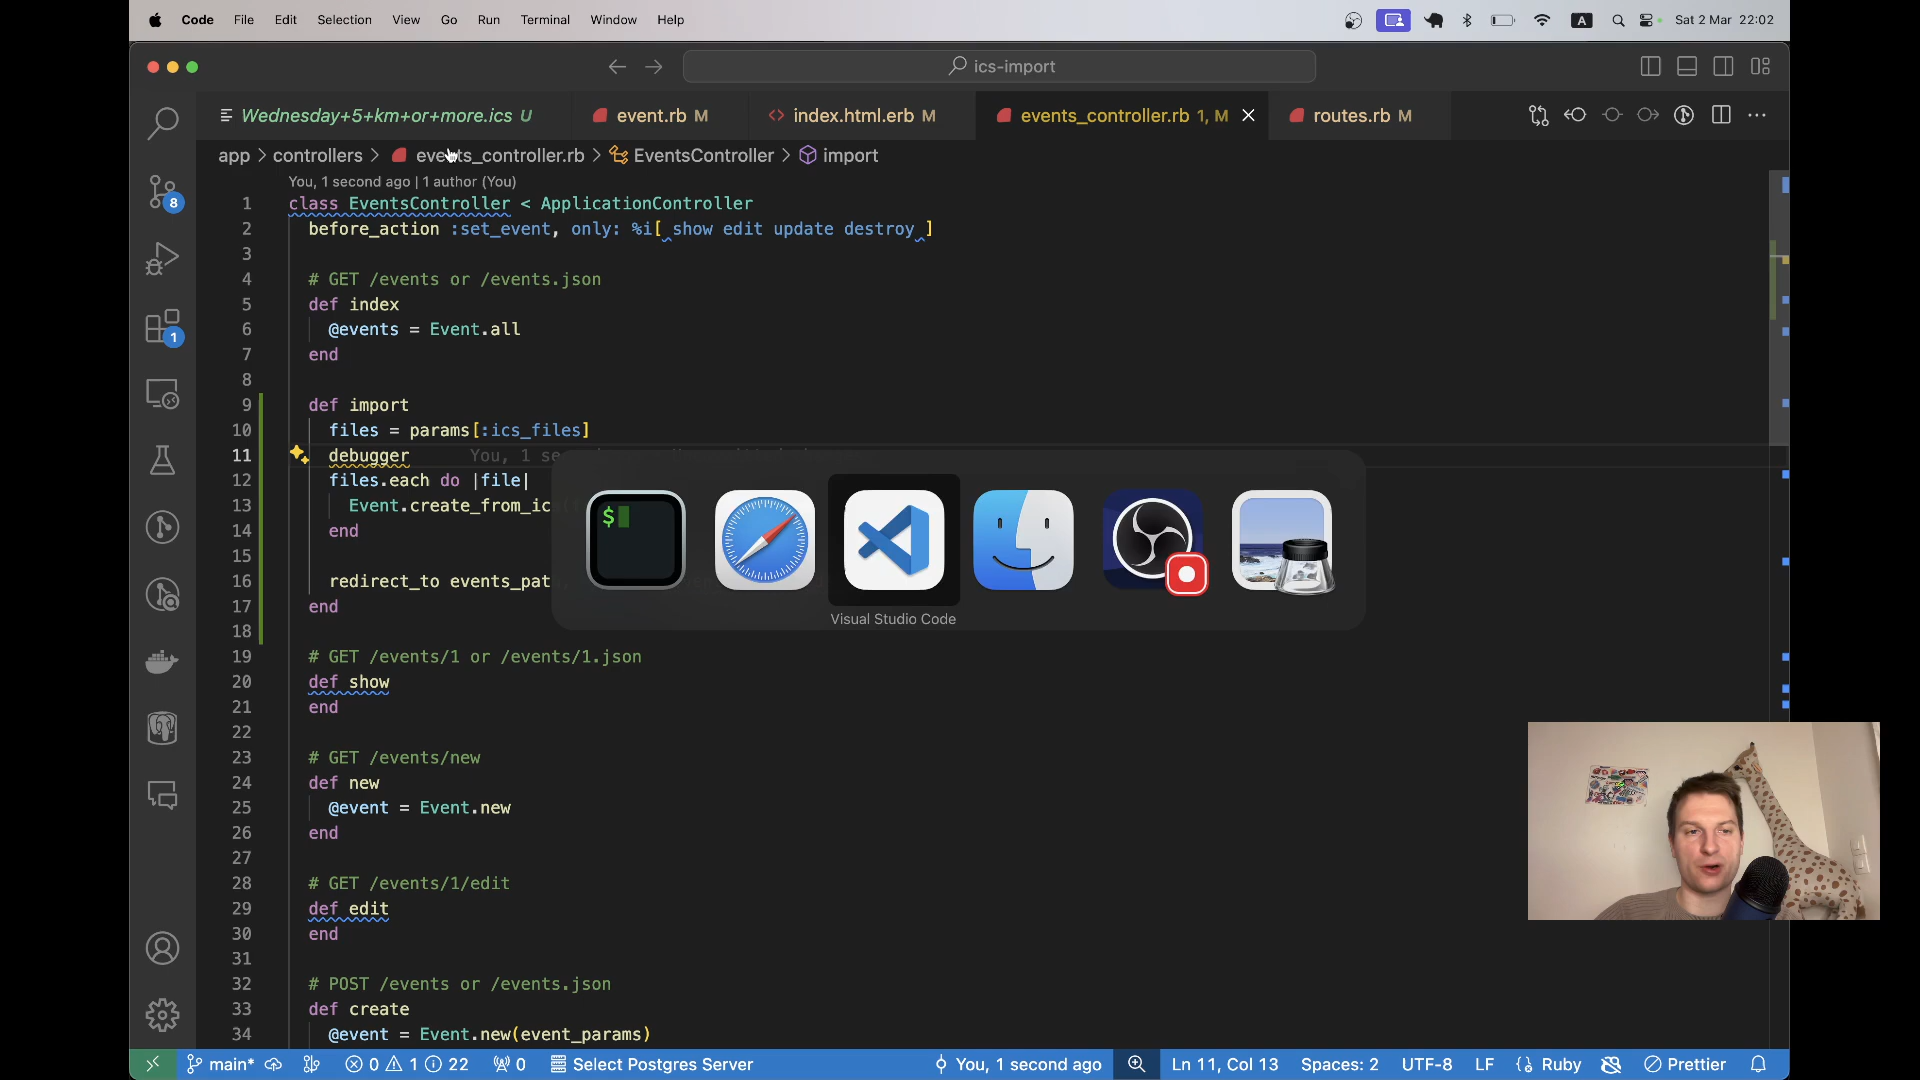 Code File Edit Selection View Go Run Terminal Window Help A Sat 2 Mar 22:02
ics-import
Wednesday+5+km+or+more.ics U event.rb M index.html.erb M events_controller.rb 1, M routes.rb M
app > controllers > events_controller.rb > EventsController > import
You, 1 second ago | 1 author (You)
1 class EventsController < ApplicationController
2 before_action :set_event, only: %i[ show edit update destroy ]
3
4 # GET /events or /events.json
5 def index
6 @events = Event.all
7 end
8
9 def import
10 files = params[:ics_files]
11 debugger You, 1 se
12 files.each do |file|
13 Event.create_from_ic
14 end
15
16 redirect_to events_pat
17 end
18
19 # GET /events/1 or /events/1.json
20 def show
21 end
22
23 # GET /events/new
24 def new
25 @event = Event.new
26 end
27
28 # GET /events/1/edit
29 def edit
30 end
31
32 # POST /events or /events.json
33 def create
34 @event = Event.new(event_params)
8
1
$
Visual Studio Code
main* 0 1 22 0 Select Postgres Server You, 1 second ago Ln 11, Col 13 Spaces: 2 UTF-8 LF {} Ruby Prettier